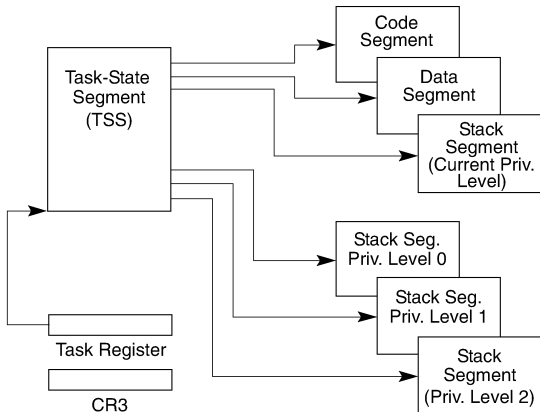 Code
Segment
Task-State
Segment
(TSS)
Data
Segment
Stack
Segment
(Current Priv.
Level)
Stack Seg.
Priv. Level 0
Stack Seg.
Priv. Level 1
Task Register
Stack
Segment
(Priv. Level 2)
CR3